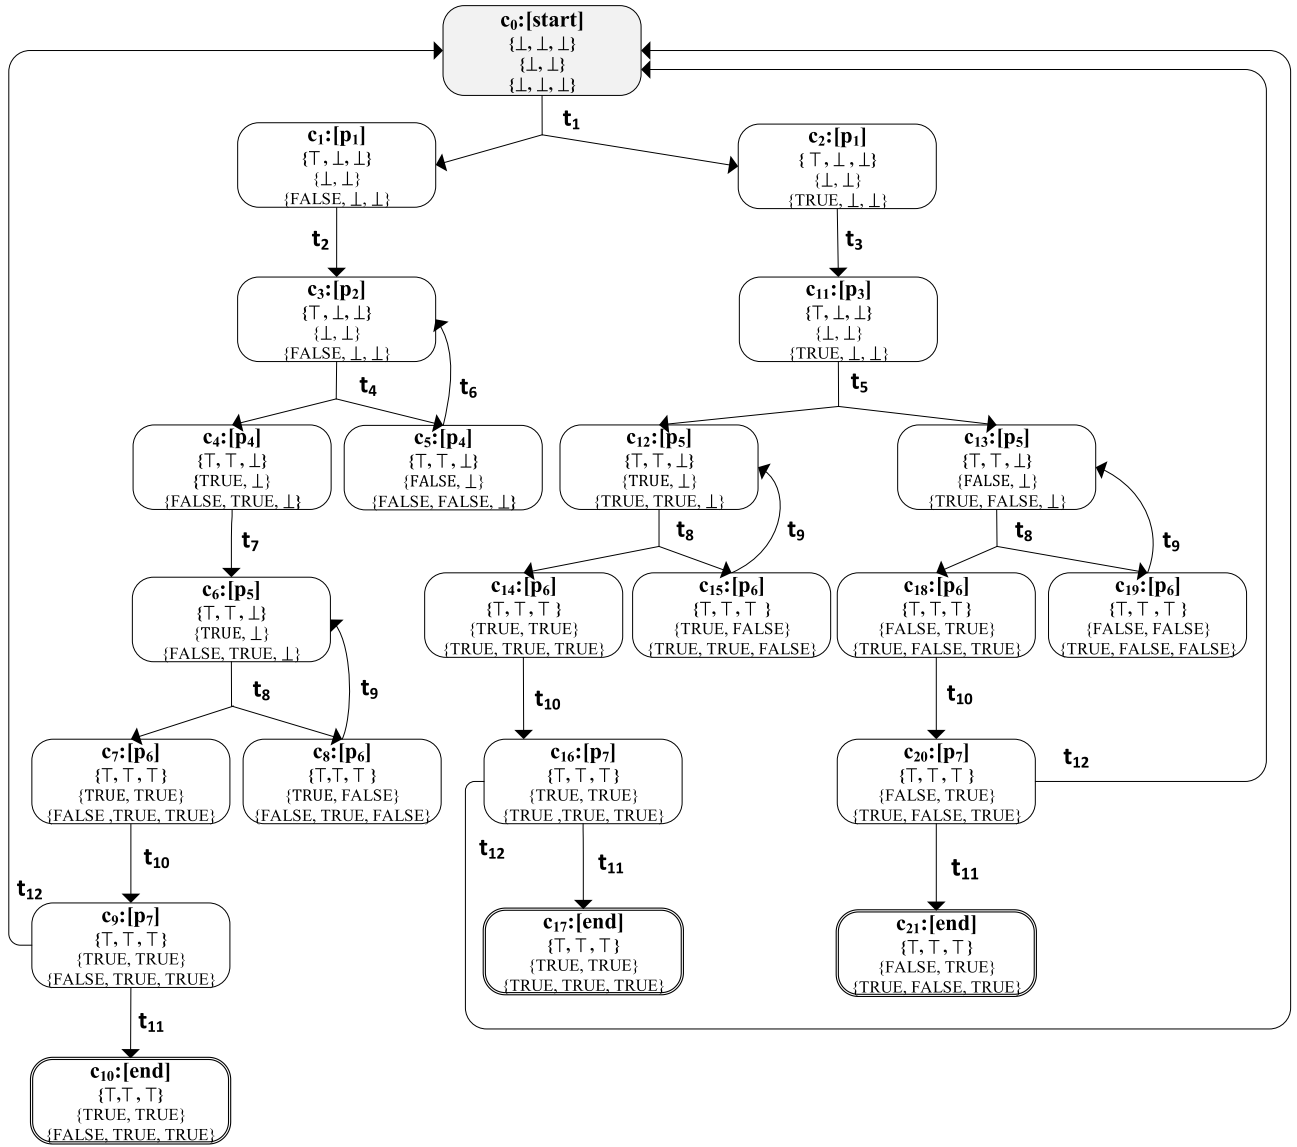 c₀:[start]
{⊥, ⊥, ⊥}
{⊥, ⊥}
{⊥, ⊥, ⊥}
t₁
c₁:[p₁]
{⊤, ⊥, ⊥}
{⊥, ⊥}
{FALSE, ⊥, ⊥}
c₂:[p₁]
{⊤, ⊥, ⊥}
{⊥, ⊥}
{TRUE, ⊥, ⊥}
t₂
t₃
c₃:[p₂]
{⊤, ⊥, ⊥}
{⊥, ⊥}
{FALSE, ⊥, ⊥}
c₁₁:[p₃]
{⊤, ⊥, ⊥}
{⊥, ⊥}
{TRUE, ⊥, ⊥}
t₄
t₆
t₅
c₄:[p₄]
{⊤, ⊤, ⊥}
{TRUE, ⊥}
{FALSE, TRUE, ⊥}
c₅:[p₄]
{⊤, ⊤, ⊥}
{FALSE, ⊥}
{FALSE, FALSE, ⊥}
c₁₂:[p₅]
{⊤, ⊤, ⊥}
{TRUE, ⊥}
{TRUE, TRUE, ⊥}
c₁₃:[p₅]
{⊤, ⊤, ⊥}
{FALSE, ⊥}
{TRUE, FALSE, ⊥}
t₇
t₈
t₉
t₈
t₉
c₆:[p₅]
{⊤, ⊤, ⊥}
{TRUE, ⊥}
{FALSE, TRUE, ⊥}
c₁₄:[p₆]
{⊤, ⊤, ⊤}
{TRUE, TRUE}
{TRUE, TRUE, TRUE}
c₁₅:[p₆]
{⊤, ⊤, ⊤}
{TRUE, FALSE}
{TRUE, TRUE, FALSE}
c₁₈:[p₆]
{⊤, ⊤, ⊤}
{FALSE, TRUE}
{TRUE, FALSE, TRUE}
c₁₉:[p₆]
{⊤, ⊤, ⊤}
{FALSE, FALSE}
{TRUE, FALSE, FALSE}
t₈
t₉
t₁₀
t₁₀
c₇:[p₆]
{⊤, ⊤, ⊤}
{TRUE, TRUE}
{FALSE ,TRUE, TRUE}
c₈:[p₆]
{⊤,⊤, ⊤}
{TRUE, FALSE}
{FALSE, TRUE, FALSE}
c₁₆:[p₇]
{⊤, ⊤, ⊤}
{TRUE, TRUE}
{TRUE ,TRUE, TRUE}
c₂₀:[p₇]
{⊤, ⊤, ⊤}
{FALSE, TRUE}
{TRUE, FALSE, TRUE}
t₁₂
t₁₀
t₁₂
t₁₁
t₁₁
t₁₂
c₉:[p₇]
{⊤, ⊤, ⊤}
{TRUE, TRUE}
{FALSE, TRUE, TRUE}
c₁₇:[end]
{⊤, ⊤, ⊤}
{TRUE, TRUE}
{TRUE, TRUE, TRUE}
c₂₁:[end]
{⊤, ⊤, ⊤}
{FALSE, TRUE}
{TRUE, FALSE, TRUE}
t₁₁
c₁₀:[end]
{⊤,⊤, ⊤}
{TRUE, TRUE}
{FALSE, TRUE, TRUE}